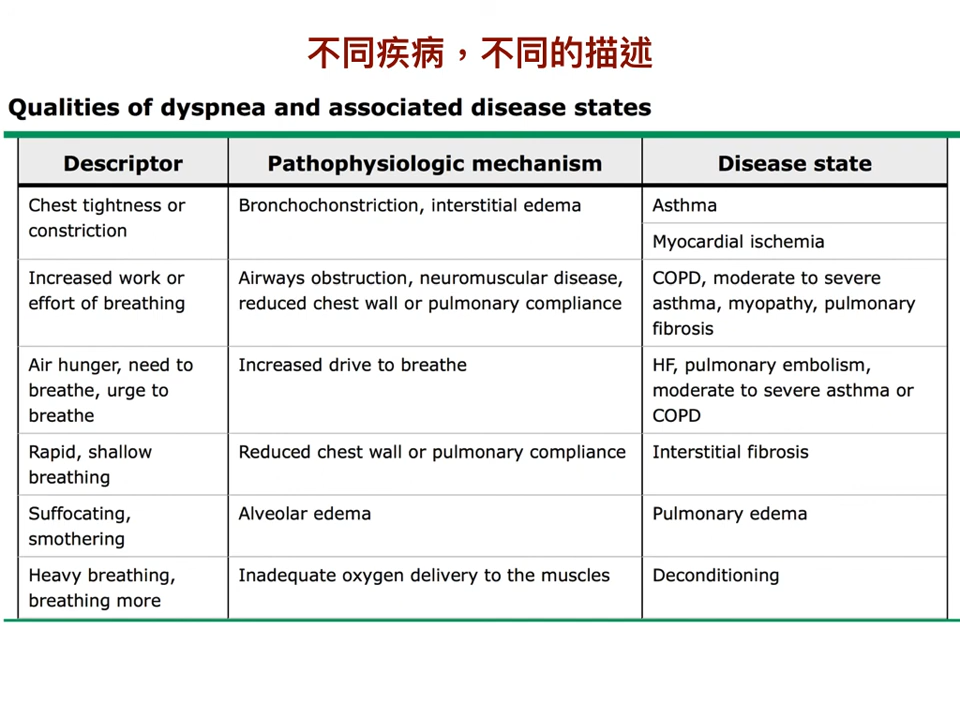 不同疾病，不同的描述
Qualities of dyspnea and associated disease states
Descriptor
Pathophysiologic mechanism
Disease state
Chest tightness or
constriction
Bronchochonstriction, interstitial edema
Asthma
Myocardial ischemia
Increased work or
effort of breathing
Airways obstruction, neuromuscular disease,
reduced chest wall or pulmonary compliance
COPD, moderate to severe
asthma, myopathy, pulmonary
fibrosis
Air hunger, need to
breathe, urge to
breathe
Increased drive to breathe
HF, pulmonary embolism,
moderate to severe asthma or
COPD
Rapid, shallow
breathing
Reduced chest wall or pulmonary compliance
Interstitial fibrosis
Suffocating,
smothering
Alveolar edema
Pulmonary edema
Heavy breathing,
breathing more
Inadequate oxygen delivery to the muscles
Deconditioning